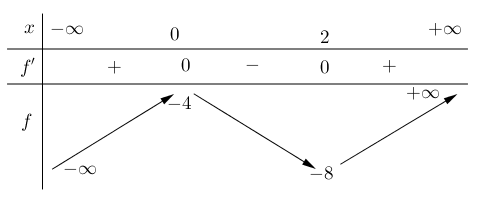 x −∞ 0 2 +∞
f′ + 0 − 0 +
+∞
−4
f
−∞ −8